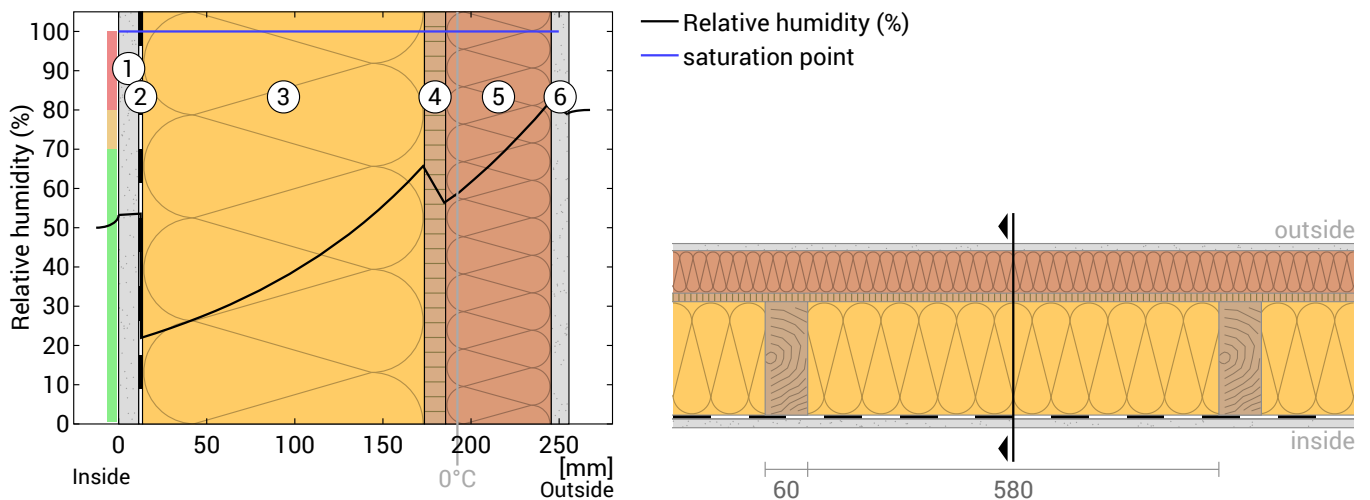 Relative humidity (%)
100
90
80
70
60
50
40
30
20
10
0
1
2
3
4
5
6
0
50
100
150
200
250
[mm]
Inside
0°C
Outside
Relative humidity (%)
saturation point
outside
inside
60
580